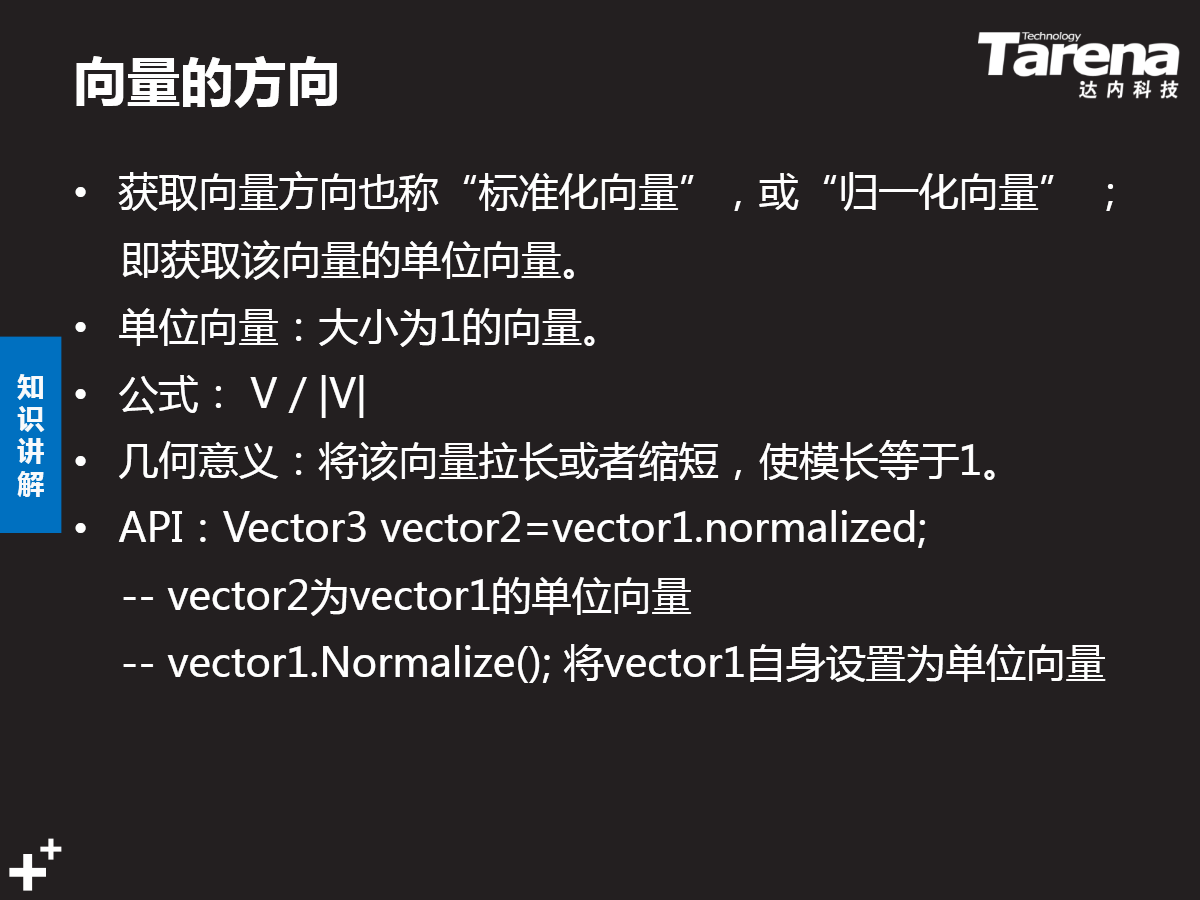 向量的方向
Technology
Tarena
达内科技
• 获取向量方向也称“标准化向量”，或“归一化向量” ；
即获取该向量的单位向量。
• 单位向量：大小为1的向量。
• 公式： V / |V|
• 几何意义：将该向量拉长或者缩短，使模长等于1。
• API：Vector3 vector2=vector1.normalized;
-- vector2为vector1的单位向量
-- vector1.Normalize(); 将vector1自身设置为单位向量
知识讲解